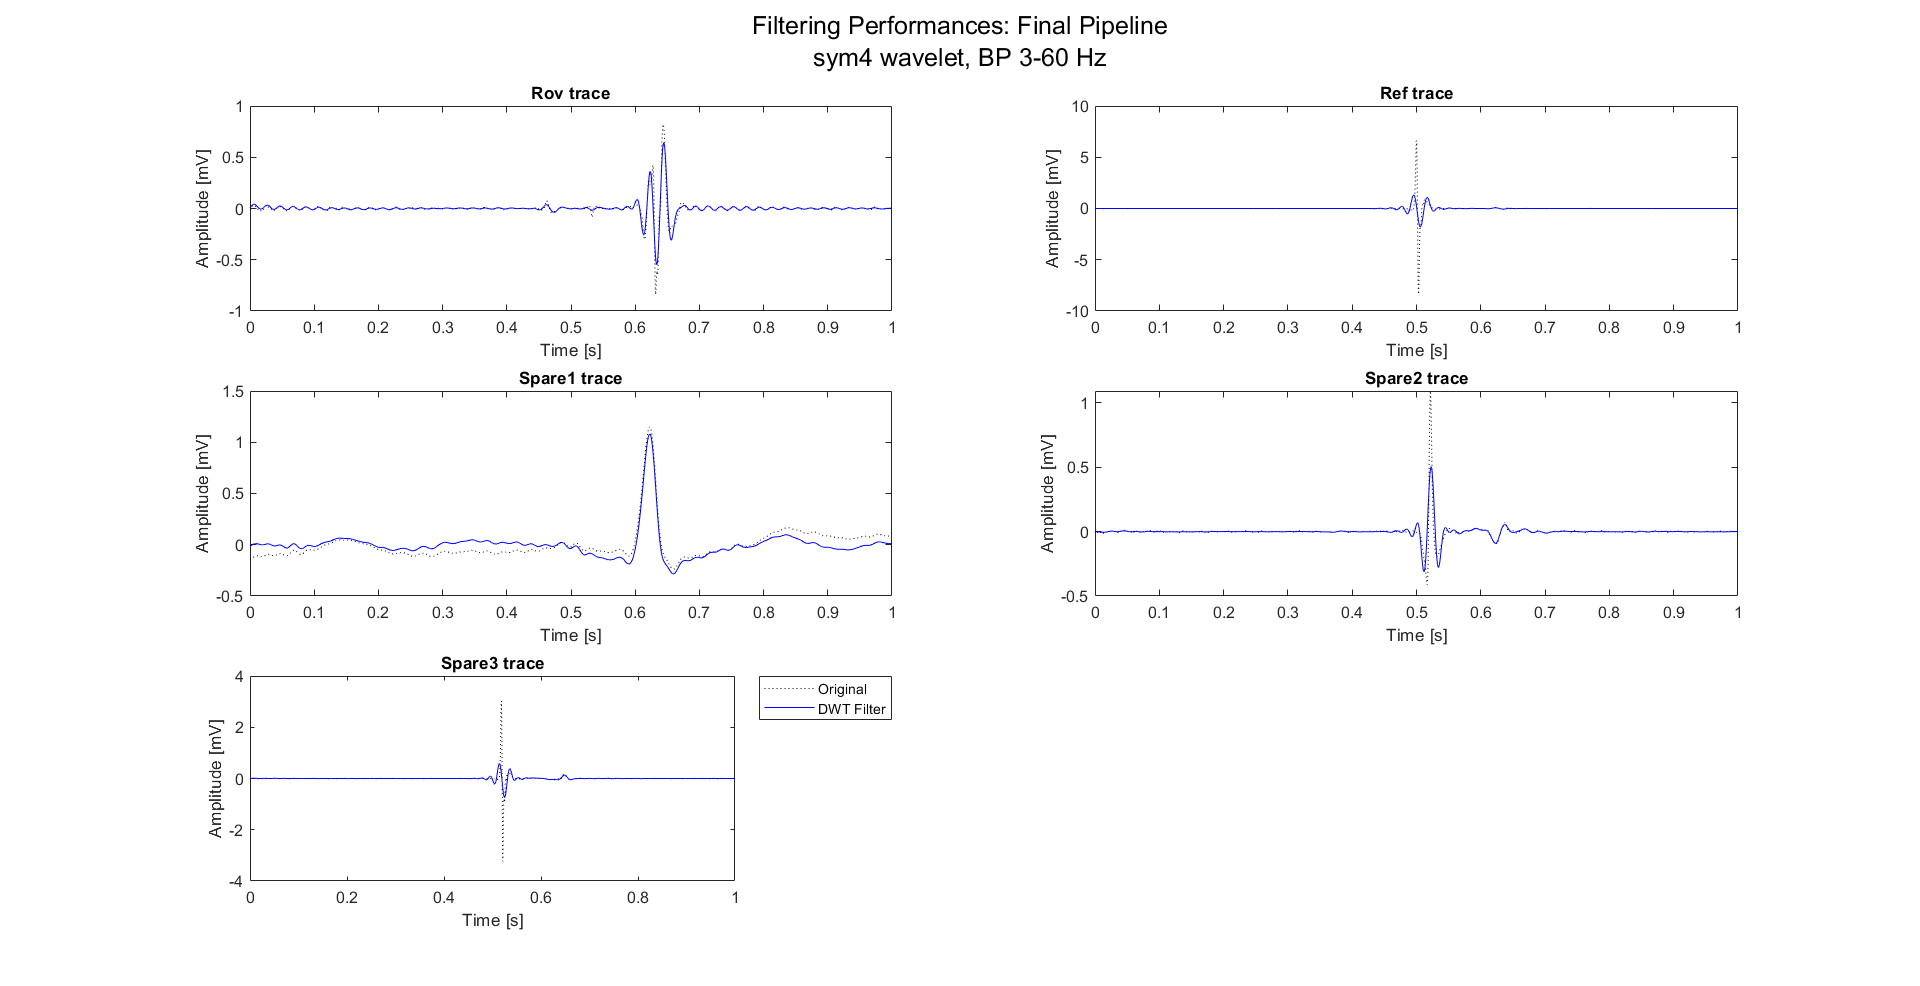 Filtering Performances: Final Pipeline
sym4 wavelet, BP 3-60 Hz
Rov trace
1
0.5
0
-0.5
-1
Amplitude [mV]
0 0.1 0.2 0.3 0.4 0.5 0.6 0.7 0.8 0.9 1
Time [s]
Ref trace
10
5
0
-5
-10
Amplitude [mV]
0 0.1 0.2 0.3 0.4 0.5 0.6 0.7 0.8 0.9 1
Time [s]
Spare1 trace
1.5
1
0.5
0
-0.5
Amplitude [mV]
0 0.1 0.2 0.3 0.4 0.5 0.6 0.7 0.8 0.9 1
Time [s]
Spare2 trace
1
0.5
0
-0.5
Amplitude [mV]
0 0.1 0.2 0.3 0.4 0.5 0.6 0.7 0.8 0.9 1
Time [s]
Spare3 trace
4
2
0
-2
-4
Amplitude [mV]
0 0.2 0.4 0.6 0.8 1
Time [s]
Original
DWT Filter